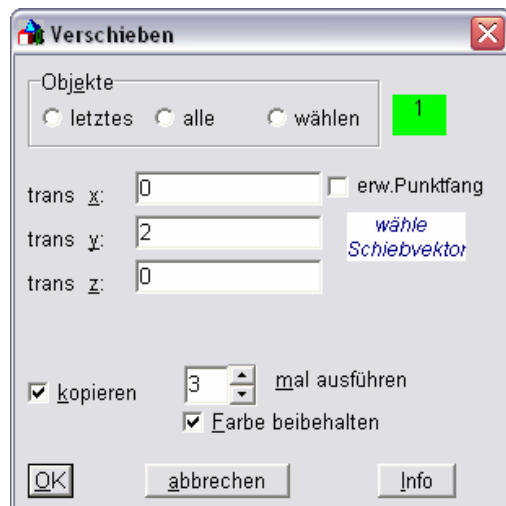 Verschieben
Objekte
letztes alle wählen 1
trans x: 0 erw.Punktfang
trans y: 2 wähle
Schiebvektor
trans z: 0
kopieren 3 mal ausführen
Farbe beibehalten
OK abbrechen Info